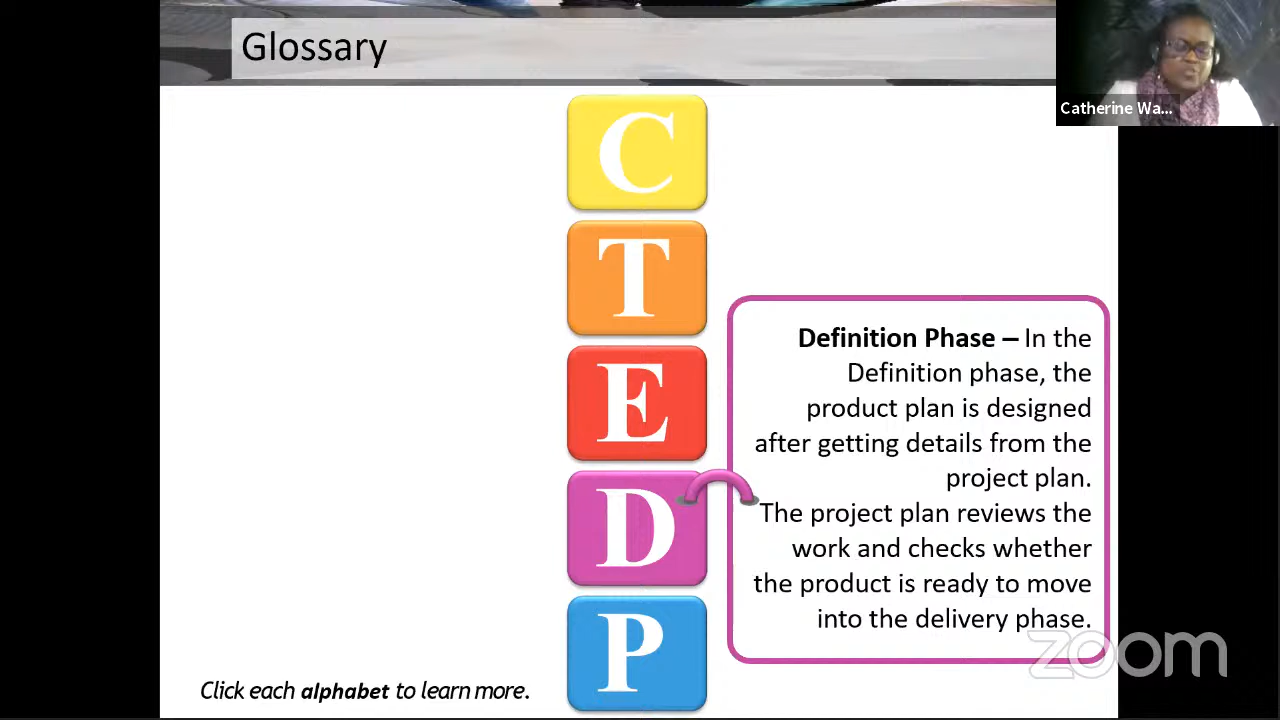 Glossary
Catherine Wa...
C
T
E
D
P
Definition Phase – In the
Definition phase, the
product plan is designed
after getting details from the
project plan.
The project plan reviews the
work and checks whether
the product is ready to move
into the delivery phase.
Click each alphabet to learn more.
zoom